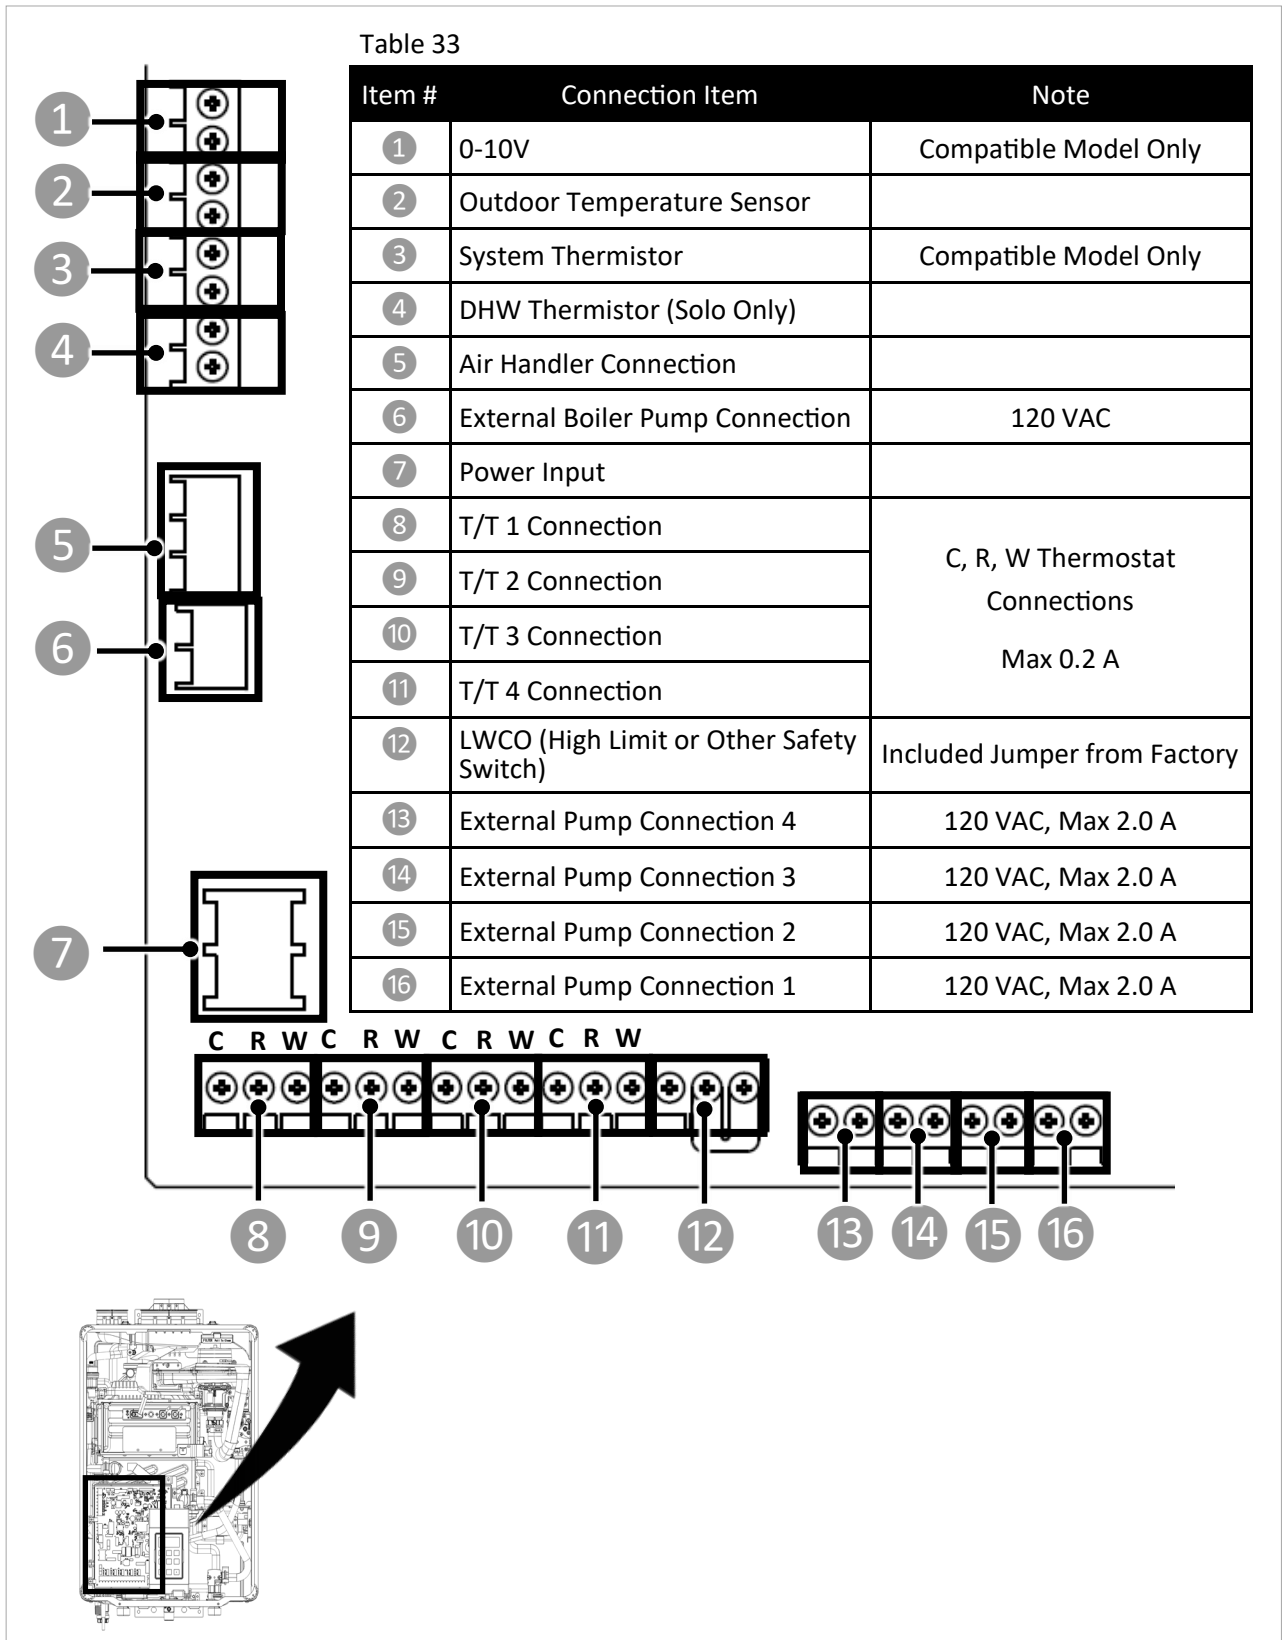 Table 33
Item # Connection Item Note
1 0-10V Compatible Model Only
2 Outdoor Temperature Sensor
3 System Thermistor Compatible Model Only
4 DHW Thermistor (Solo Only)
5 Air Handler Connection
6 External Boiler Pump Connection 120 VAC
7 Power Input
8 T/T 1 Connection
9 T/T 2 Connection
10 T/T 3 Connection
11 T/T 4 Connection
C, R, W Thermostat
Connections
Max 0.2 A
12 LWCO (High Limit or Other Safety
Switch)
Included Jumper from Factory
13 External Pump Connection 4 120 VAC, Max 2.0 A
14 External Pump Connection 3 120 VAC, Max 2.0 A
15 External Pump Connection 2 120 VAC, Max 2.0 A
16 External Pump Connection 1 120 VAC, Max 2.0 A
1
2
3
4
5
6
7
C R W C R W C R W C R W
8 9 10 11 12 13 14 15 16